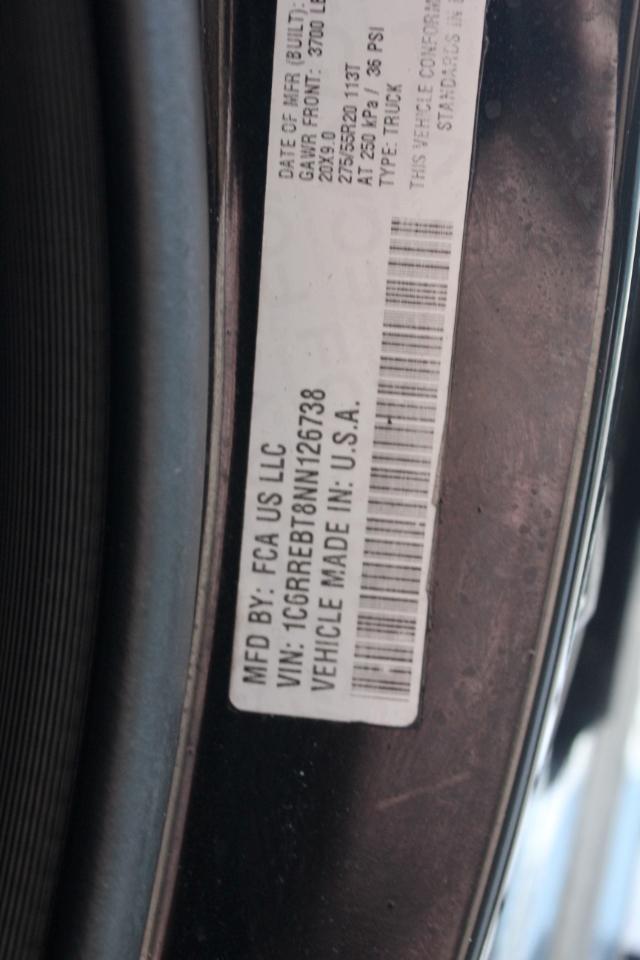 MFD BY: FCA US LLC
VIN: 1C6RREBT8NN126738
VEHICLE MADE IN: U.S.A.
DATE OF MFR (BUILT):
GAWR FRONT: 3700 LB
20X9.0
275/55R20 113T
AT 250 kPa / 36 PSI
TYPE: TRUCK
THIS VEHICLE CONFORM
STANDARDS IN